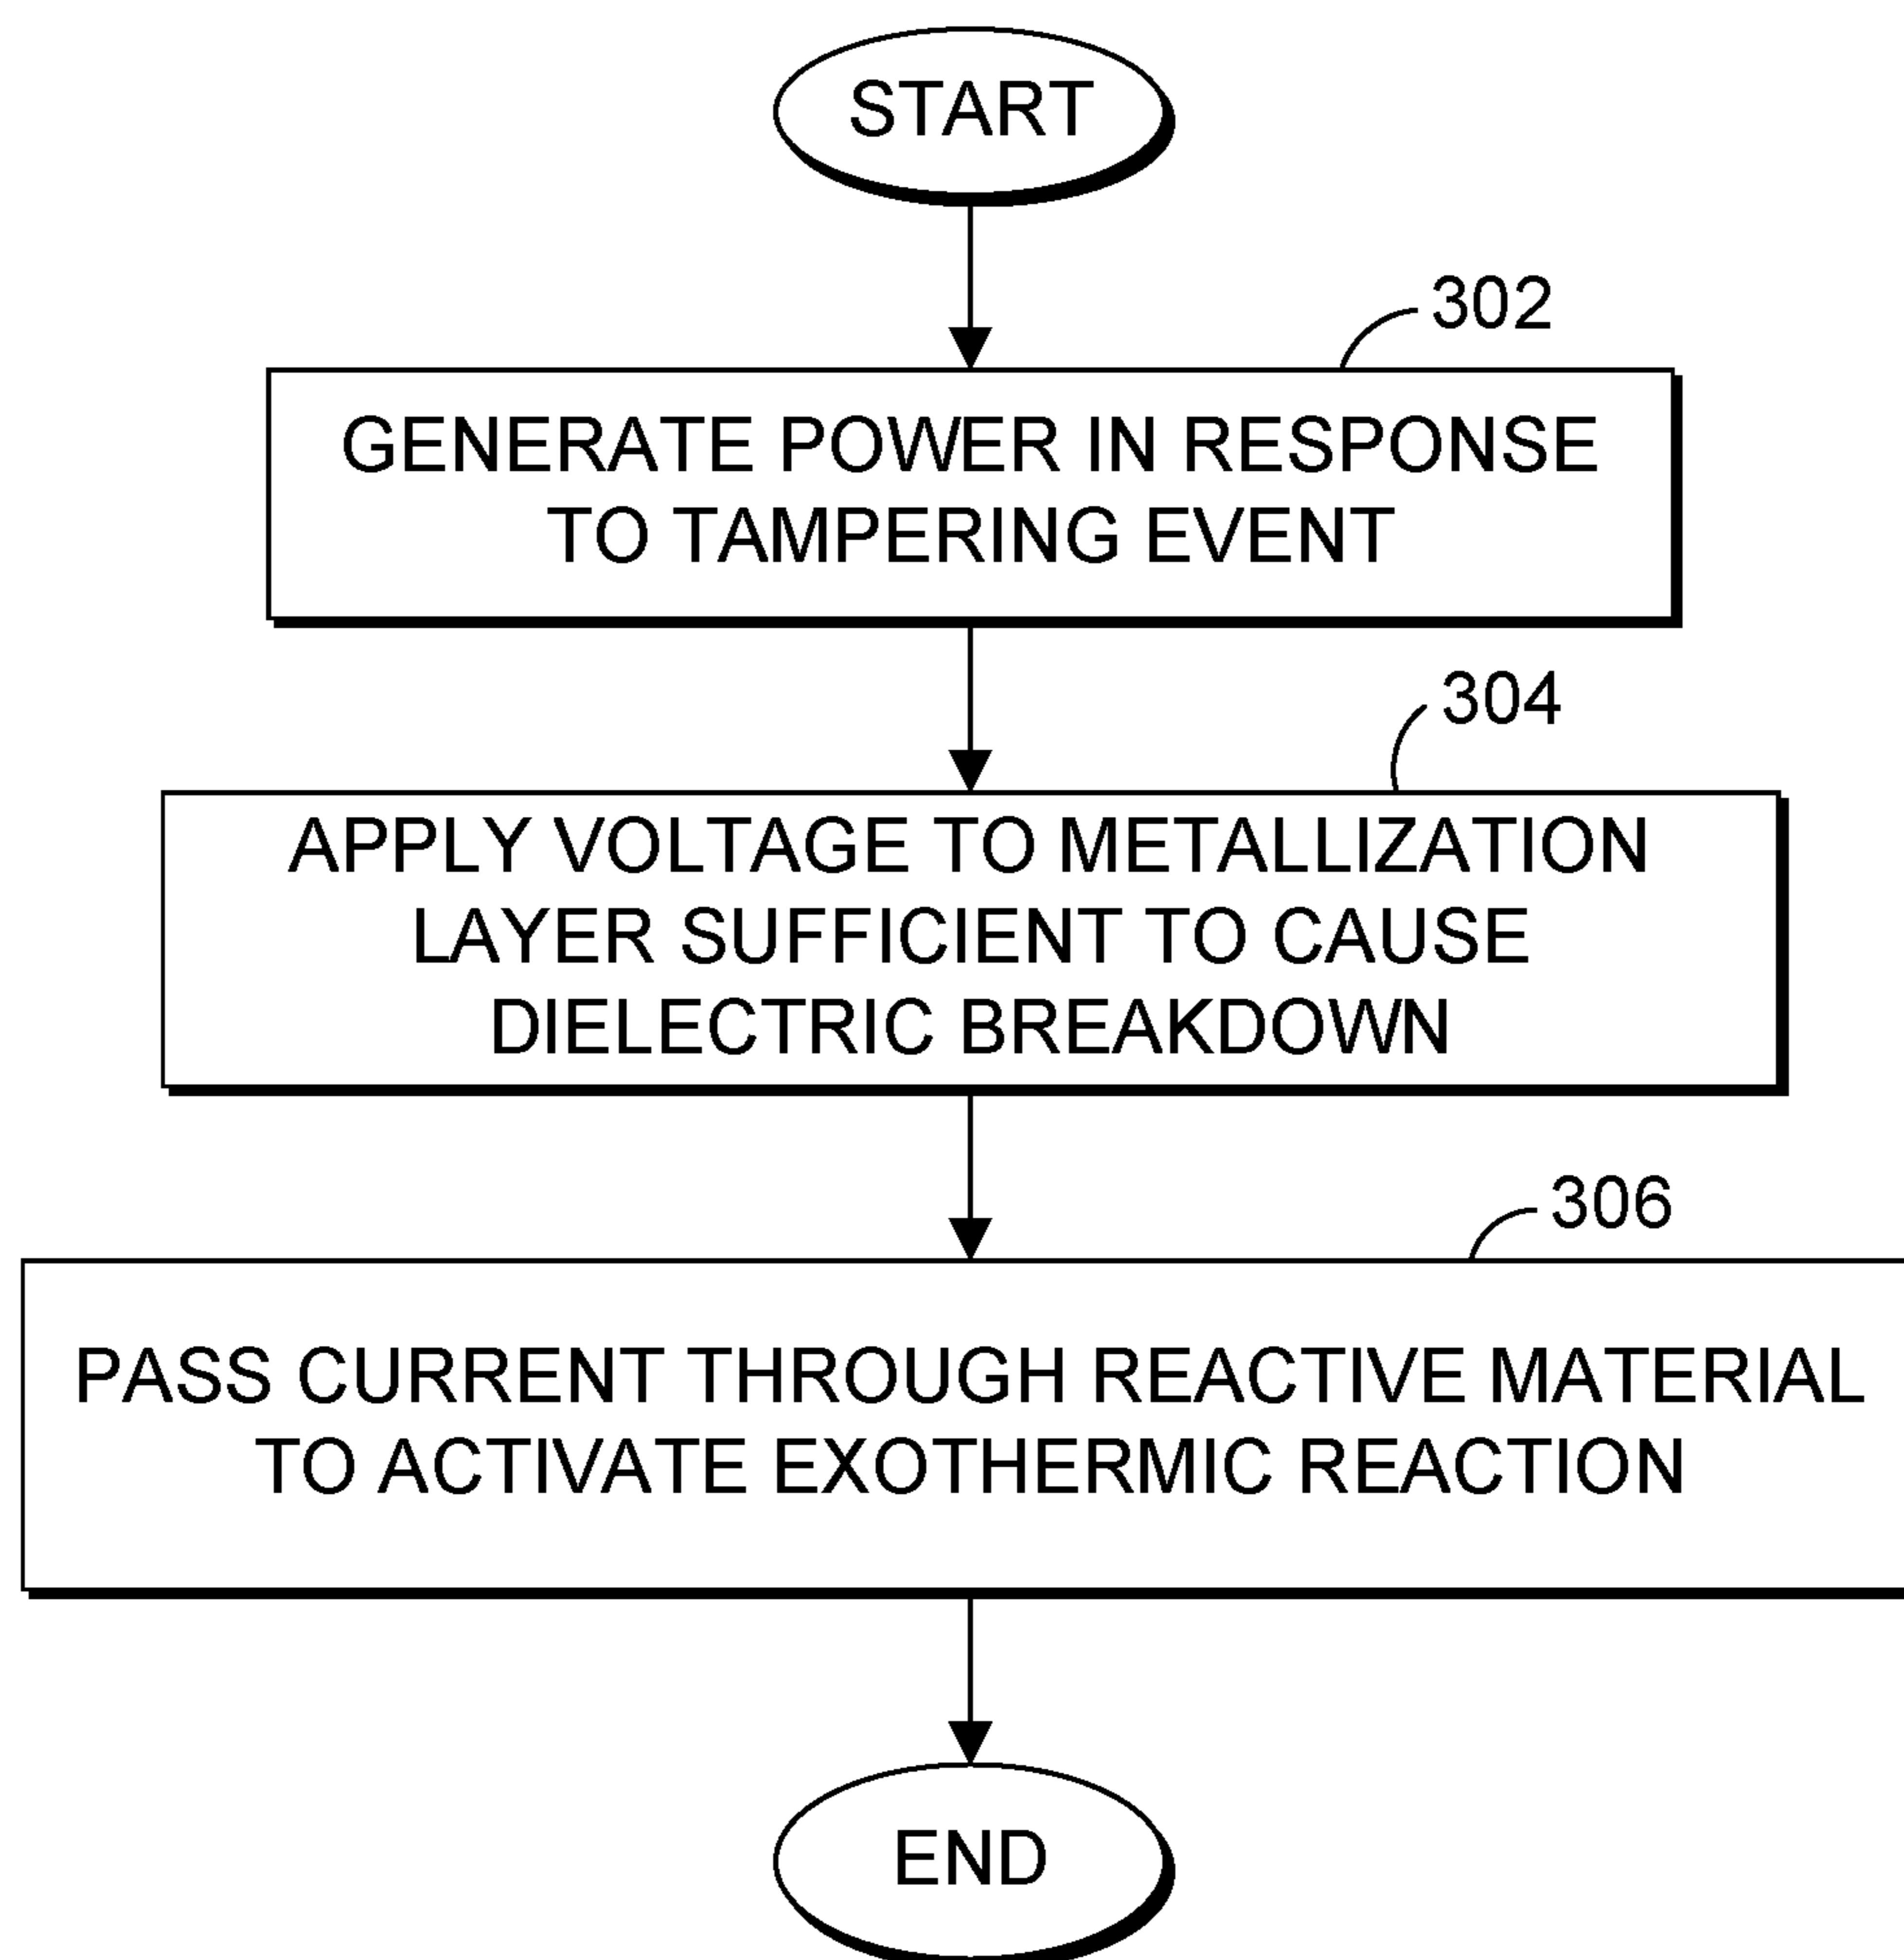 START
302
GENERATE POWER IN RESPONSE
TO TAMPERING EVENT
304
APPLY VOLTAGE TO METALLIZATION
LAYER SUFFICIENT TO CAUSE
DIELECTRIC BREAKDOWN
306
PASS CURRENT THROUGH REACTIVE MATERIAL
TO ACTIVATE EXOTHERMIC REACTION
END